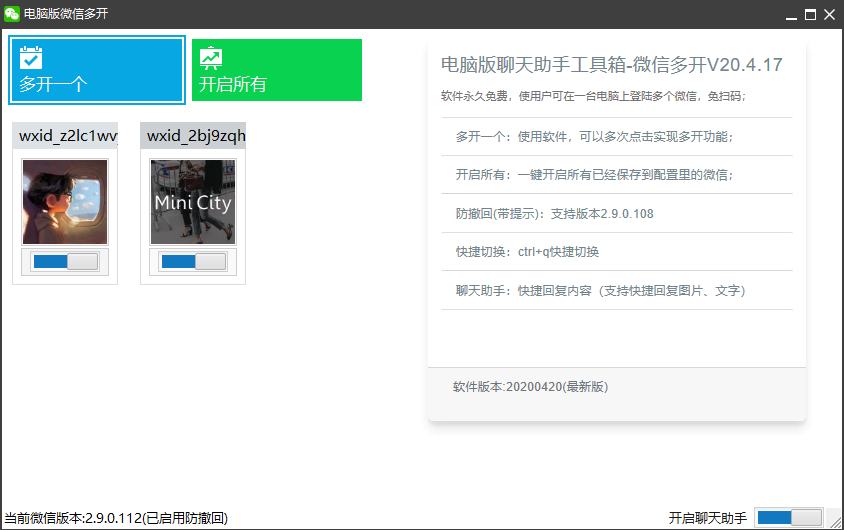 电脑版微信多开
多开一个
开启所有
wxid_z2lc1wv
wxid_2bj9zqh
Mini City
电脑版聊天助手工具箱-微信多开V20.4.17
软件永久免费，使用户可在一台电脑上登陆多个微信，免扫码；
多开一个：使用软件，可以多次点击实现多开功能；
开启所有：一键开启所有已经保存到配置里的微信；
防撤回(带提示)；支持版本2.9.0.108
快捷切换：ctrl+q快捷切换
聊天助手：快捷回复内容（支持快捷回复图片、文字）
软件版本:20200420(最新版)
当前微信版本:2.9.0.112(已启用防撤回)
开启聊天助手